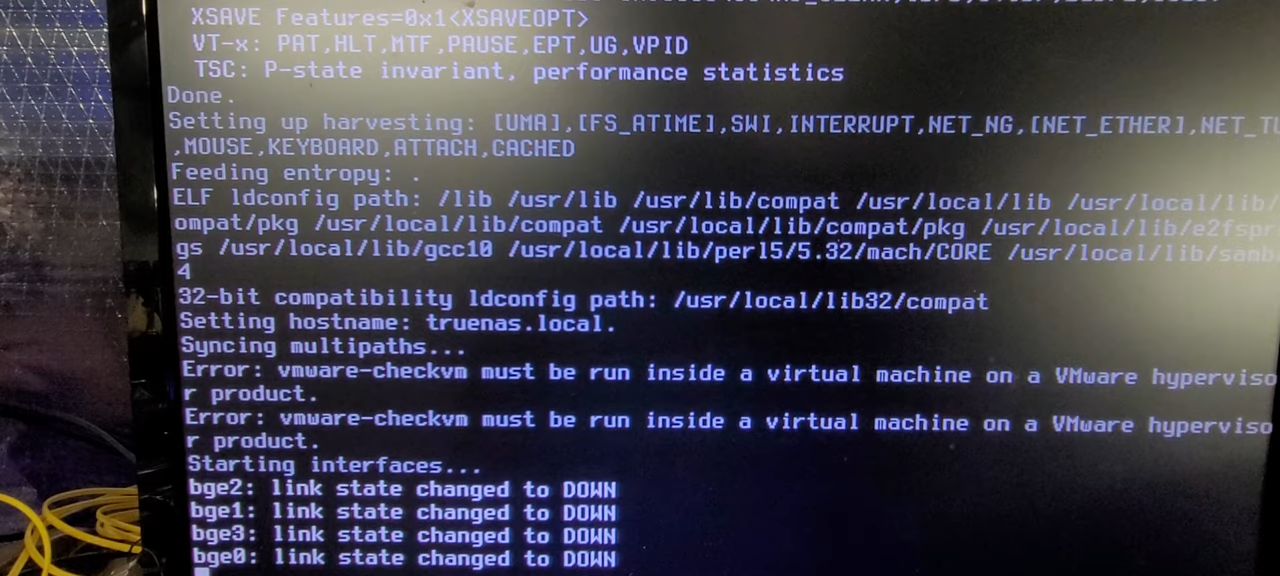 XSAVE Features=0x1<XSAVEOPT>
VT-x: PAT,HLT,MTF,PAUSE,EPT,UG,VPID
TSC: P-state invariant, performance statistics
Done.
Setting up harvesting: [UMA],[FS_ATIME],SWI,INTERRUPT,NET_NG,[NET_ETHER],NET_TU
,MOUSE,KEYBOARD,ATTACH,CACHED
Feeding entropy: .
ELF ldconfig path: /lib /usr/lib /usr/lib/compat /usr/local/lib /usr/local/lib/
ompat/pkg /usr/local/lib/compat /usr/local/lib/compat/pkg /usr/local/lib/e2fspr
gs /usr/local/lib/gcc10 /usr/local/lib/perl5/5.32/mach/CORE /usr/local/lib/samba
4
32-bit compatibility ldconfig path: /usr/local/lib32/compat
Setting hostname: truenas.local.
Syncing multipaths...
Error: vmware-checkvm must be run inside a virtual machine on a VMware hyperviso
r product.
Error: vmware-checkvm must be run inside a virtual machine on a VMware hyperviso
r product.
Starting interfaces...
bge2: link state changed to DOWN
bge1: link state changed to DOWN
bge3: link state changed to DOWN
bge0: link state changed to DOWN